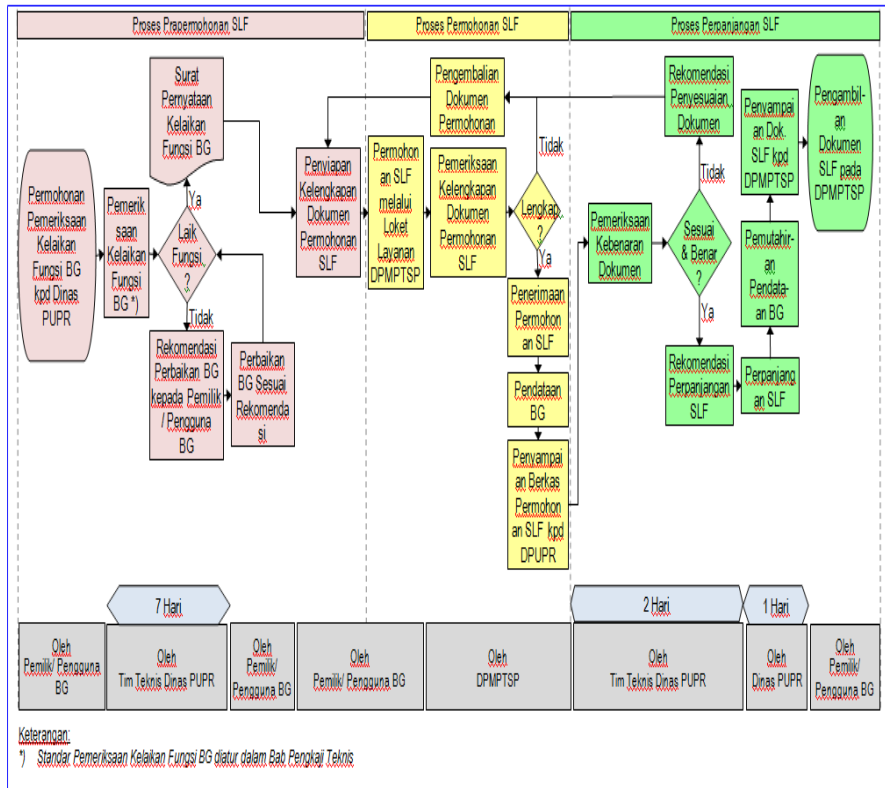 Proses Prapermohonan SLF
Proses Permohonan SLF
Proses Perpanjangan SLF
Permohonan
Pemeriksaan
Kelaikan
Fungsi BG
kpd Dinas
PUPR
Pemerik
saan
Kelaikan
Fungsi
BG *)
Surat
Pernyataan
Kelaikan
Fungsi BG
Ya
Laik
Fungsi
?
Tidak
Rekomendasi
Perbaikan BG
kepada Pemilik
/ Pengguna
BG
Perbaikan
BG Sesuai
Rekomenda
si
Penyiapan
Kelengkapan
Dokumen
Permohonan
SLF
Pengembalian
Dokumen
Permohonan
Permohon
an SLF
melalui
Loket
Layanan
DPMPTSP
Pemeriksaan
Kelengkapan
Dokumen
Permohonan
SLF
Tidak
Lengkap
?
Ya
Penerimaan
Permohon
an SLF
Pendataan
BG
Penyampai
an Berkas
Permohon
an SLF kpd
DPUPR
Pemeriksaan
Kebenaran
Dokumen
Rekomendasi
Penyesuaian
Dokumen
Tidak
Sesuai
& Benar
?
Ya
Rekomendasi
Perpanjangan
SLF
Perpanjang
an SLF
Pemutahir-
an
Pendata-
an BG
Penyampai
an Dok.
SLF kpd
DPMPTSP
Pengambil-
an
Dokumen
SLF pada
DPMPTSP
7 Hari
2 Hari
1 Hari
Oleh
Pemilik/ Pengguna
BG
Oleh
Tim Teknis Dinas PUPR
Oleh
Pemilik/
Pengguna BG
Oleh
Pemilik/ Pengguna BG
Oleh
DPMPTSP
Oleh
Tim Teknis Dinas PUPR
Oleh
Dinas PUPR
Oleh
Pemilik/
Pengguna BG
Keterangan:
*) Standar Pemeriksaan Kelaikan Fungsi BG diatur dalam Bab Pengkaji Teknis